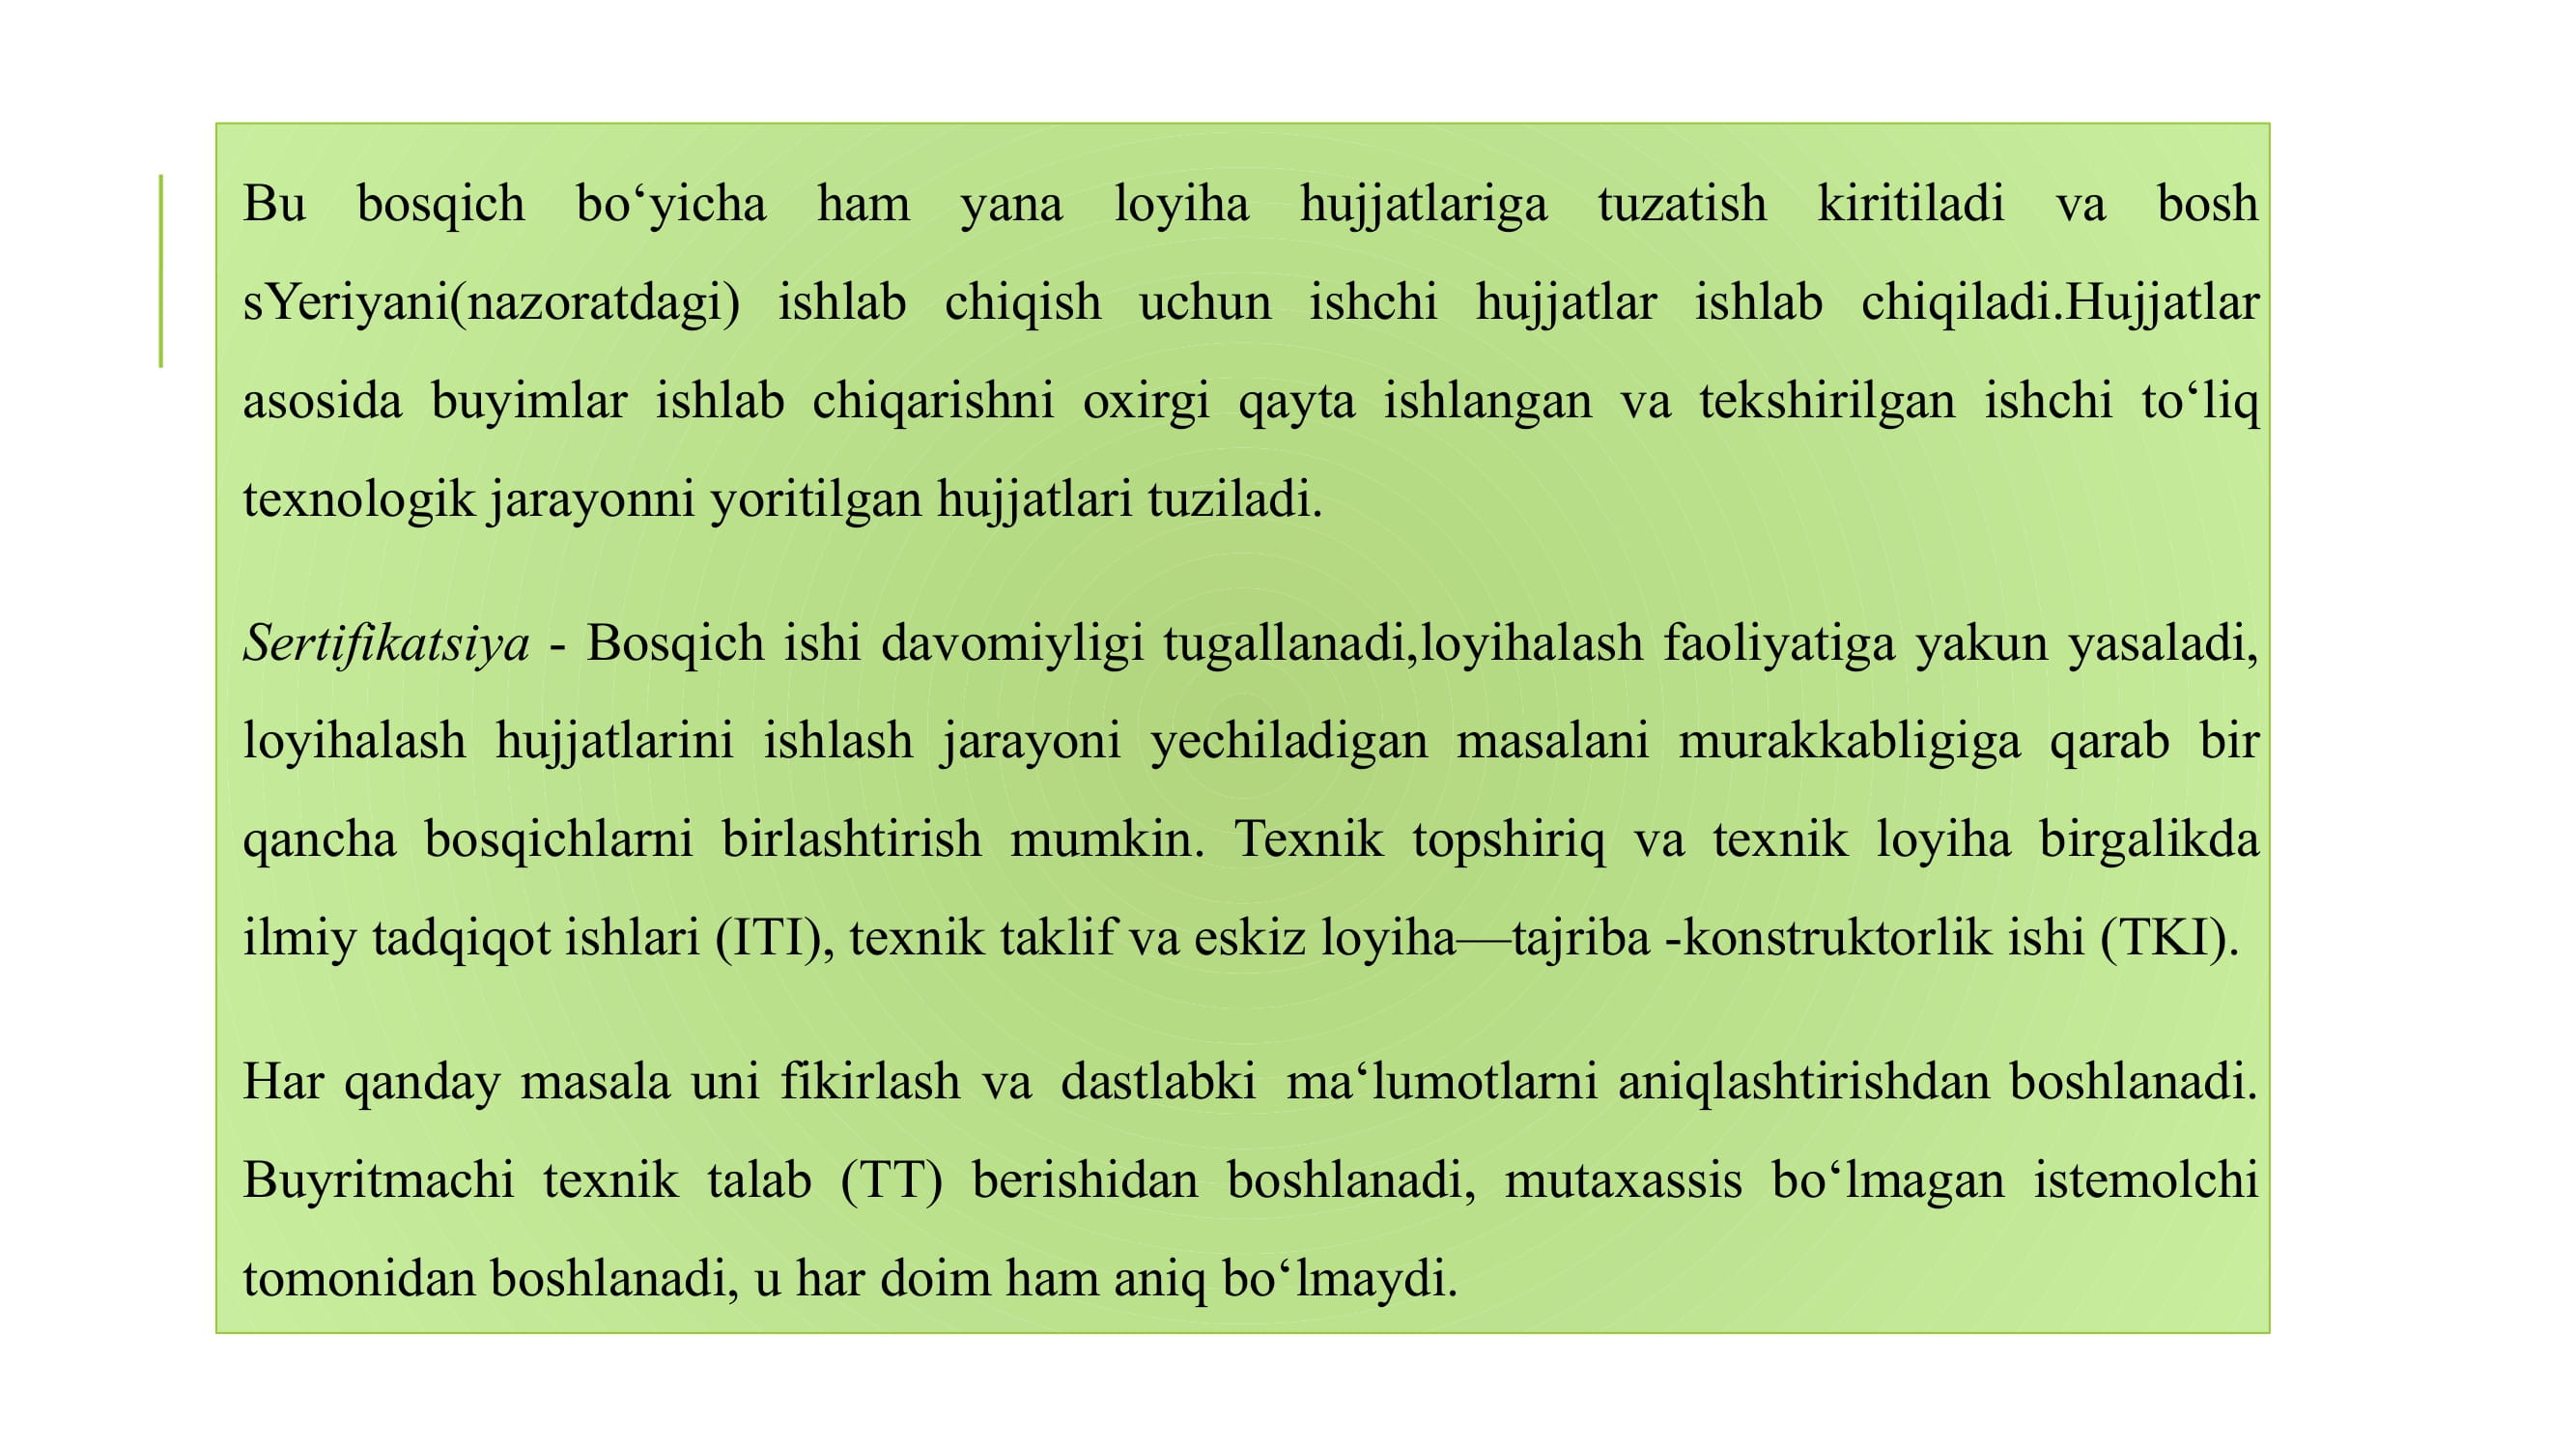 Bu bosqich bo‘yicha ham yana loyiha hujjatlariga tuzatish kiritiladi va bosh
sYeriyani(nazoratdagi) ishlab chiqish uchun ishchi hujjatlar ishlab chiqiladi.Hujjatlar
asosida buyimlar ishlab chiqarishni oxirgi qayta ishlangan va tekshirilgan ishchi to‘liq
texnologik jarayonni yoritilgan hujjatlari tuziladi.
Sertifikatsiya - Bosqich ishi davomiyligi tugallanadi,loyihalash faoliyatiga yakun yasaladi,
loyihalash hujjatlarini ishlash jarayoni yechiladigan masalani murakkabligiga qarab bir
qancha bosqichlarni birlashtirish mumkin. Texnik topshiriq va texnik loyiha birgalikda
ilmiy tadqiqot ishlari (ITI), texnik taklif va eskiz loyiha—tajriba -konstruktorlik ishi (TKI).
Har qanday masala uni fikirlash va dastlabki ma‘lumotlarni aniqlashtirishdan boshlanadi.
Buyritmachi texnik talab (TT) berishidan boshlanadi, mutaxassis bo‘lmagan istemolchi
tomonidan boshlanadi, u har doim ham aniq bo‘lmaydi.